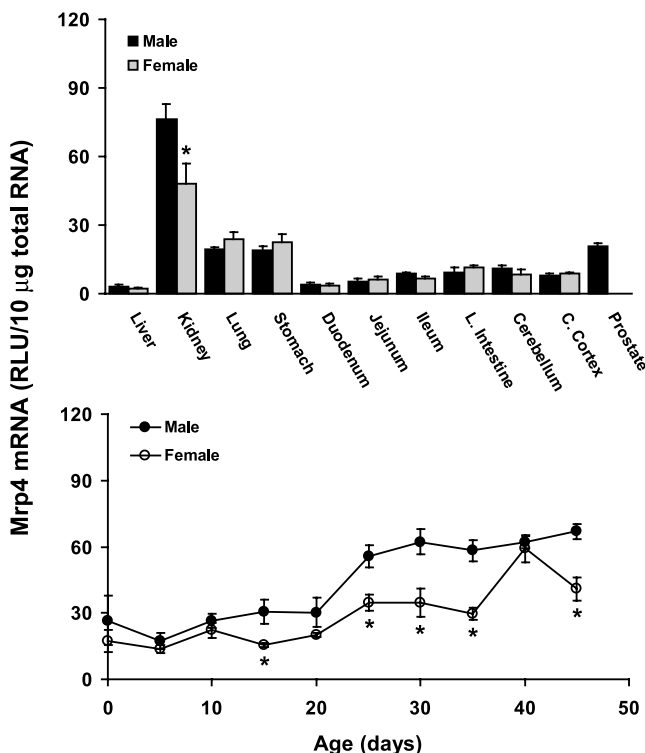 Mrp4 mRNA (RLU/10 μg total RNA)
120
90
60
30
0
Male
Female
*
Liver
Kidney
Lung
Stomach
Duodenum
Jejunum
Ileum
L. Intestine
Cerebellum
C. Cortex
Prostate
120
90
60
30
0
Male
Female
* * * * *
0 10 20 30 40 50
Age (days)